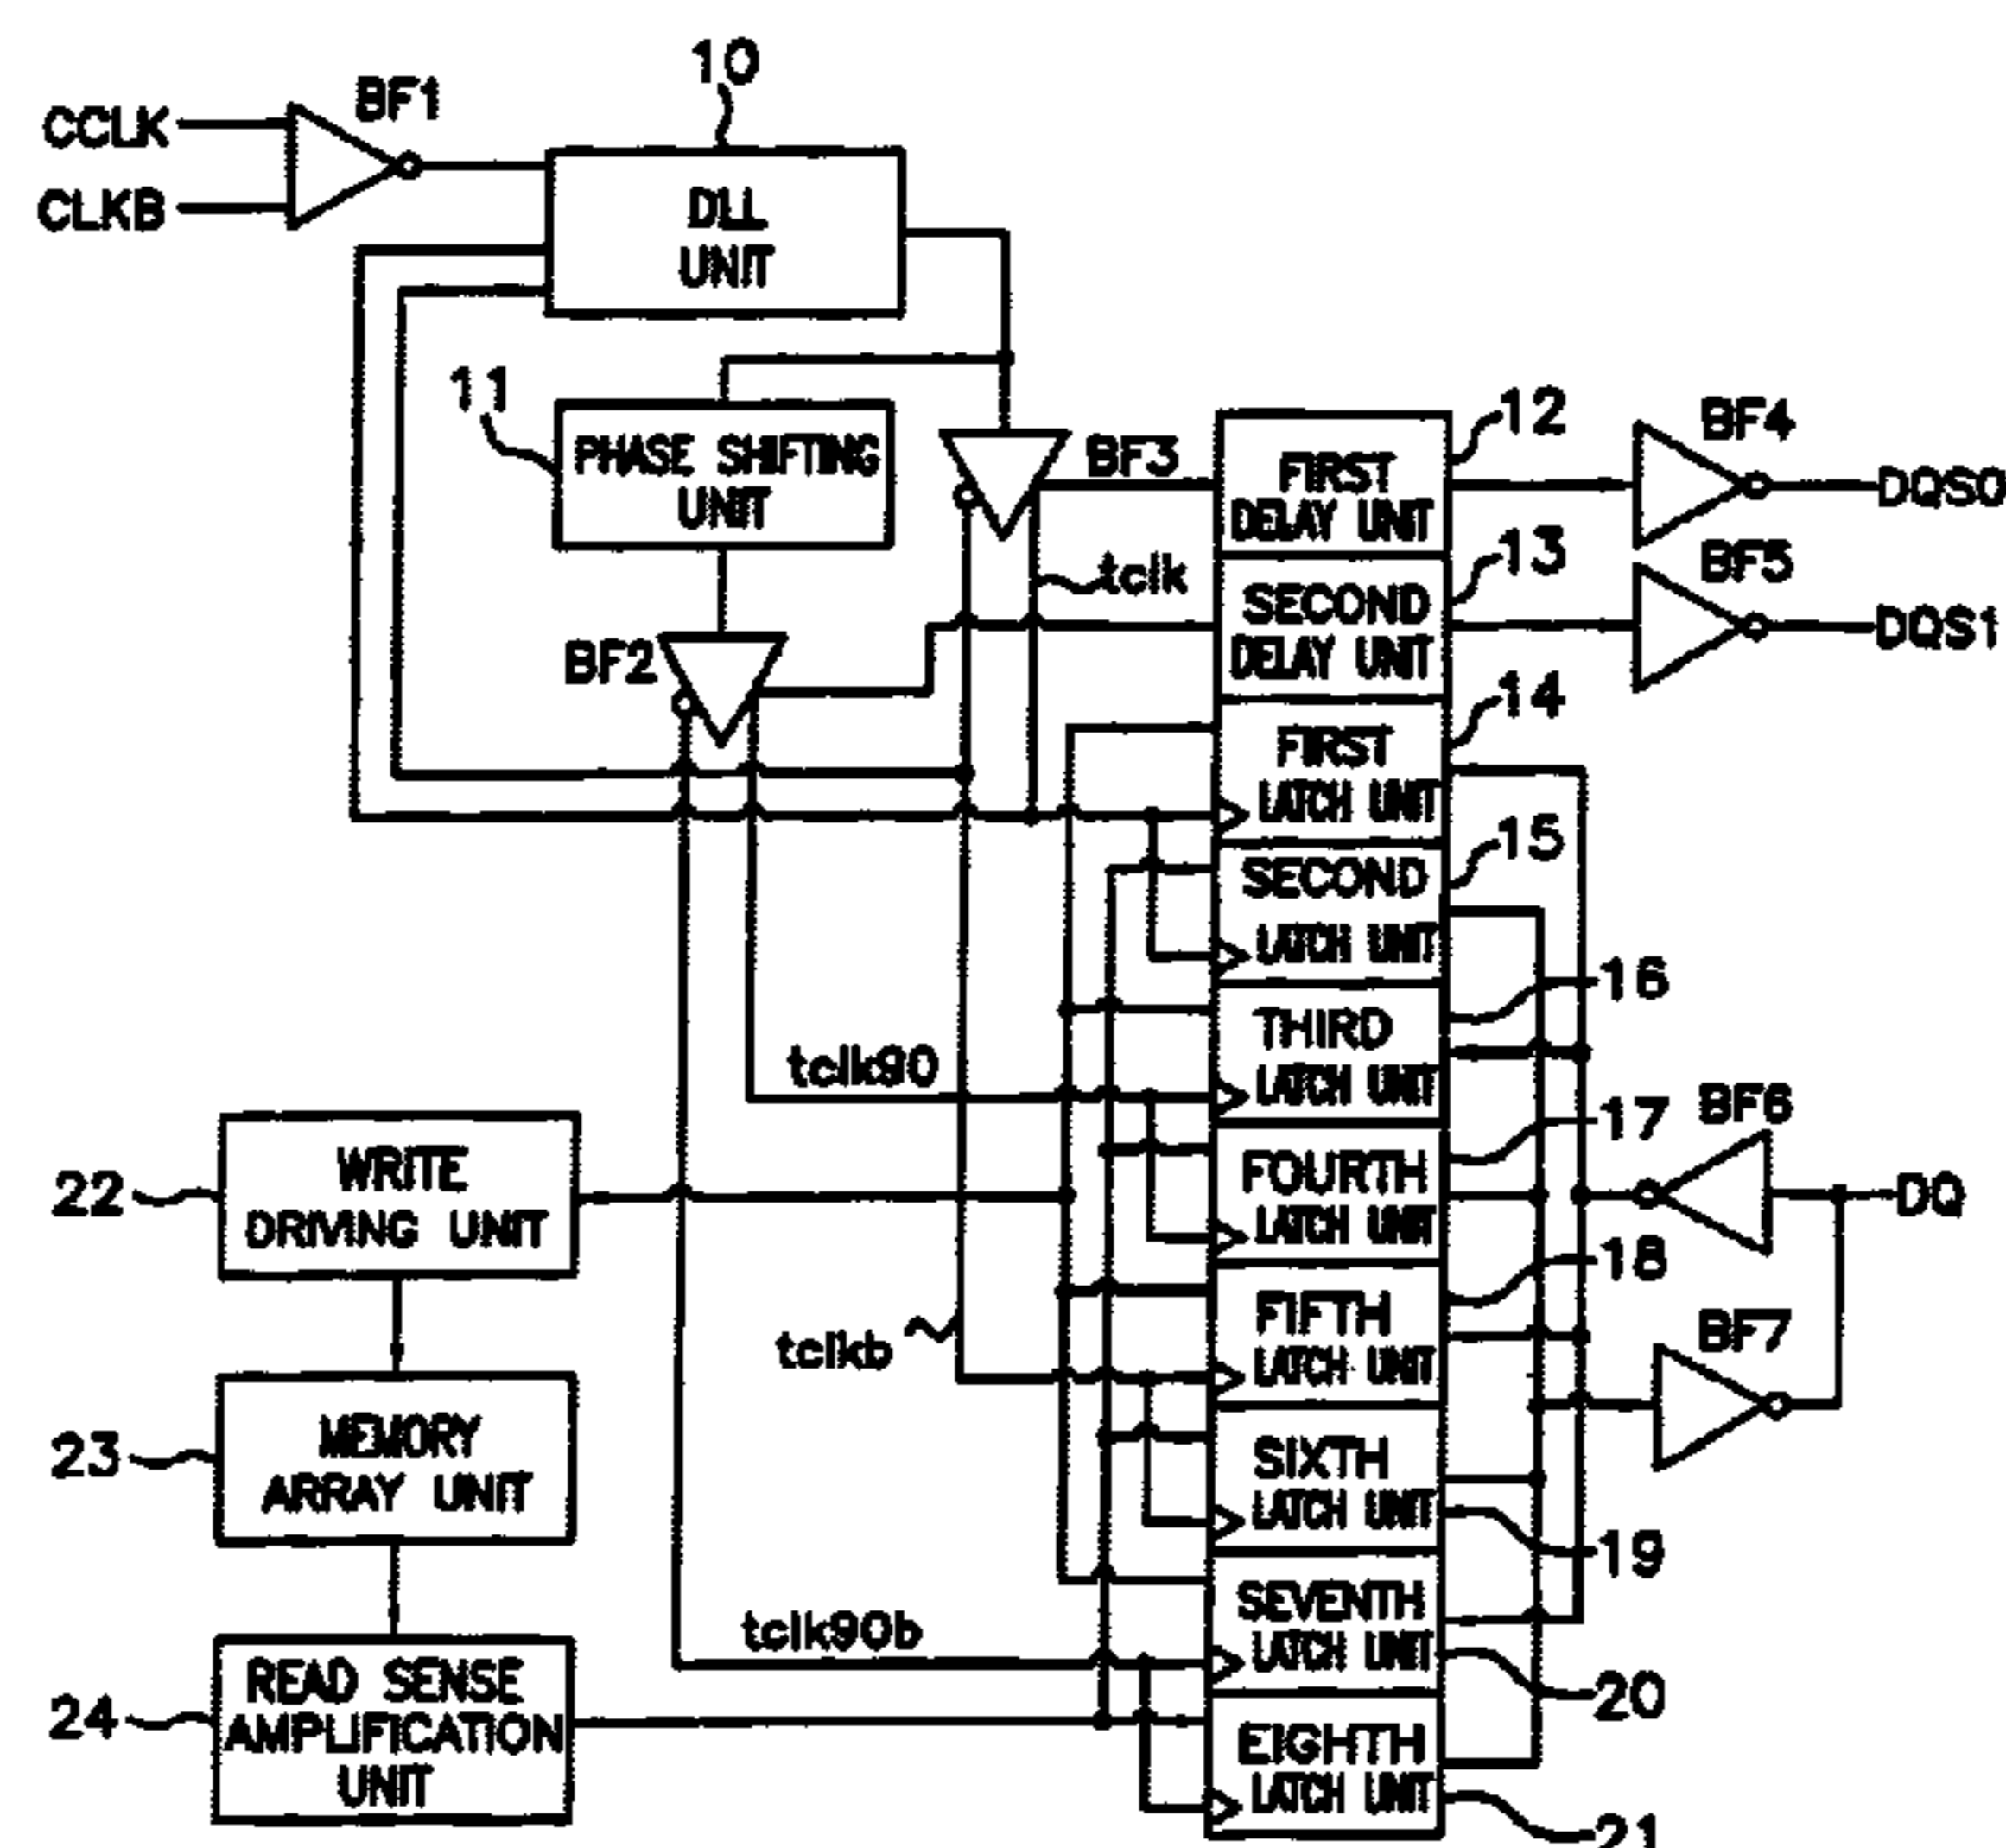 10
BF1
CCLK
CLKB
DLL
UNIT
11
PHASE SHIFTING
UNIT
BF3
12
BF4
FIRST
DELAY UNIT
DQS0
tclk
13
BF5
SECOND
DELAY UNIT
DQS1
BF2
14
FIRST
LATCH UNIT
15
SECOND
LATCH UNIT
16
THIRD
LATCH UNIT
tclk90
17
BF6
WRITE
DRIVING UNIT
22
FOURTH
LATCH UNIT
DQ
18
FIFTH
LATCH UNIT
tclkb
BF7
MEMORY
ARRAY UNIT
23
SIXTH
LATCH UNIT
19
SEVENTH
LATCH UNIT
tclk90b
20
READ SENSE
AMPLIFICATION
UNIT
24
EIGHTH
LATCH UNIT
21